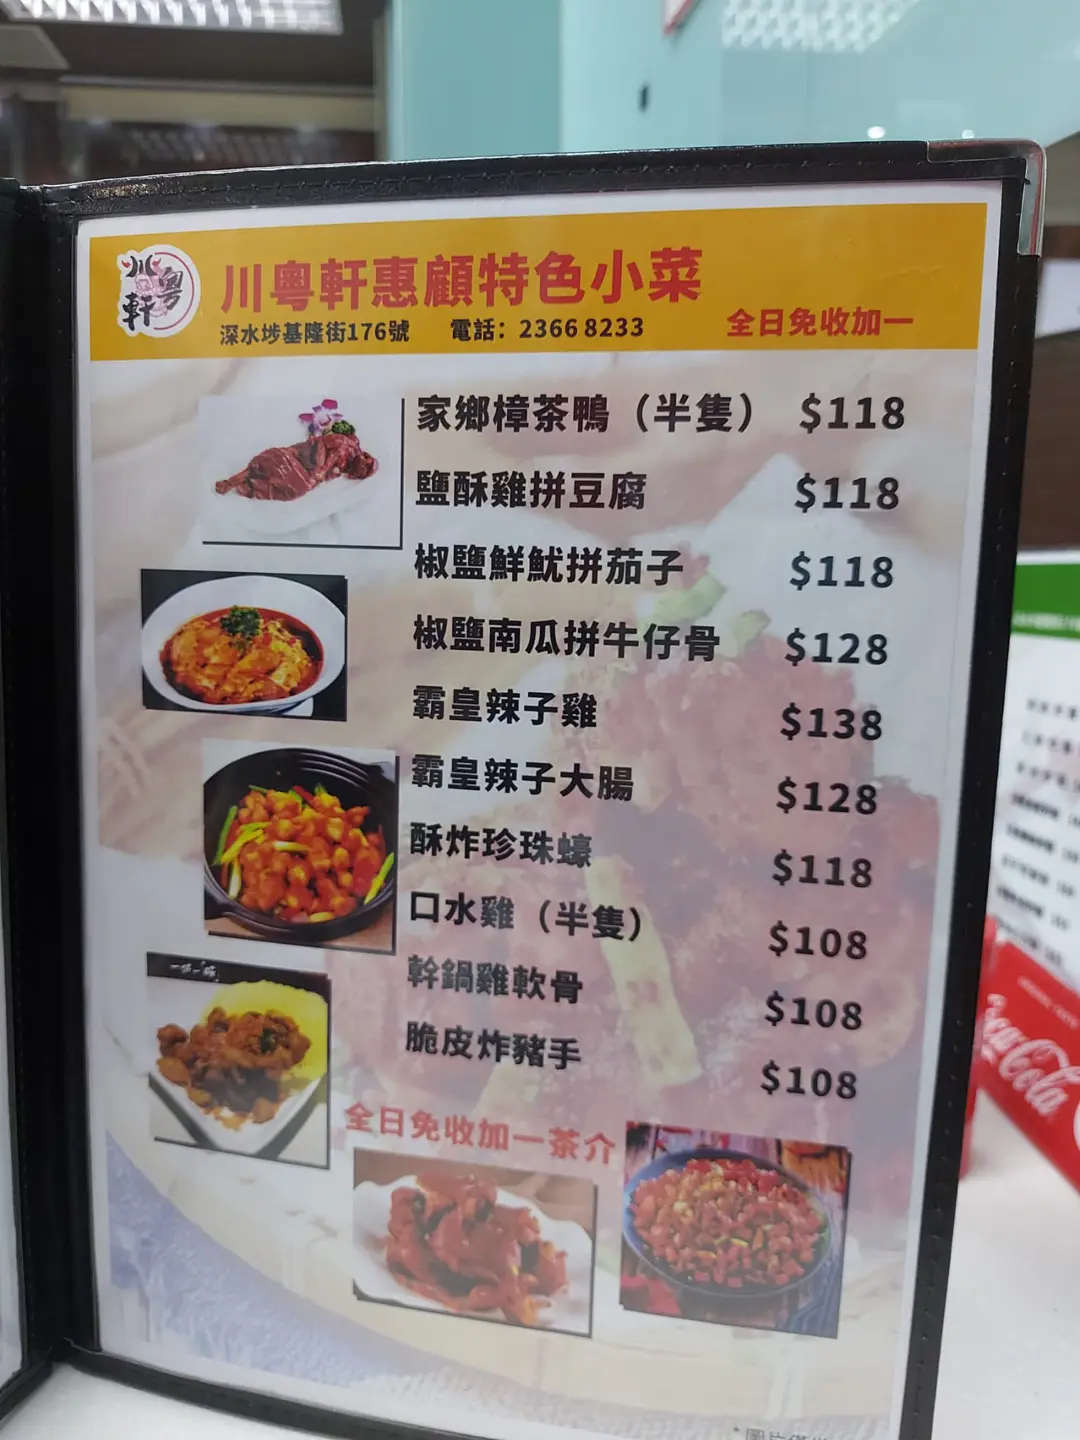 川粵軒
川粵軒惠顧特色小菜
深水埗基隆街176號 電話：2366 8233 全日免收加一
家鄉樟茶鴨（半隻） $118
鹽酥雞拼豆腐 $118
椒鹽鮮魷拼茄子 $118
椒鹽南瓜拼牛仔骨 $128
霸皇辣子雞 $138
霸皇辣子大腸 $128
酥炸珍珠蠔 $118
口水雞（半隻） $108
幹鍋雞軟骨 $108
脆皮炸豬手 $108
全日免收加一茶介
Coca-Cola